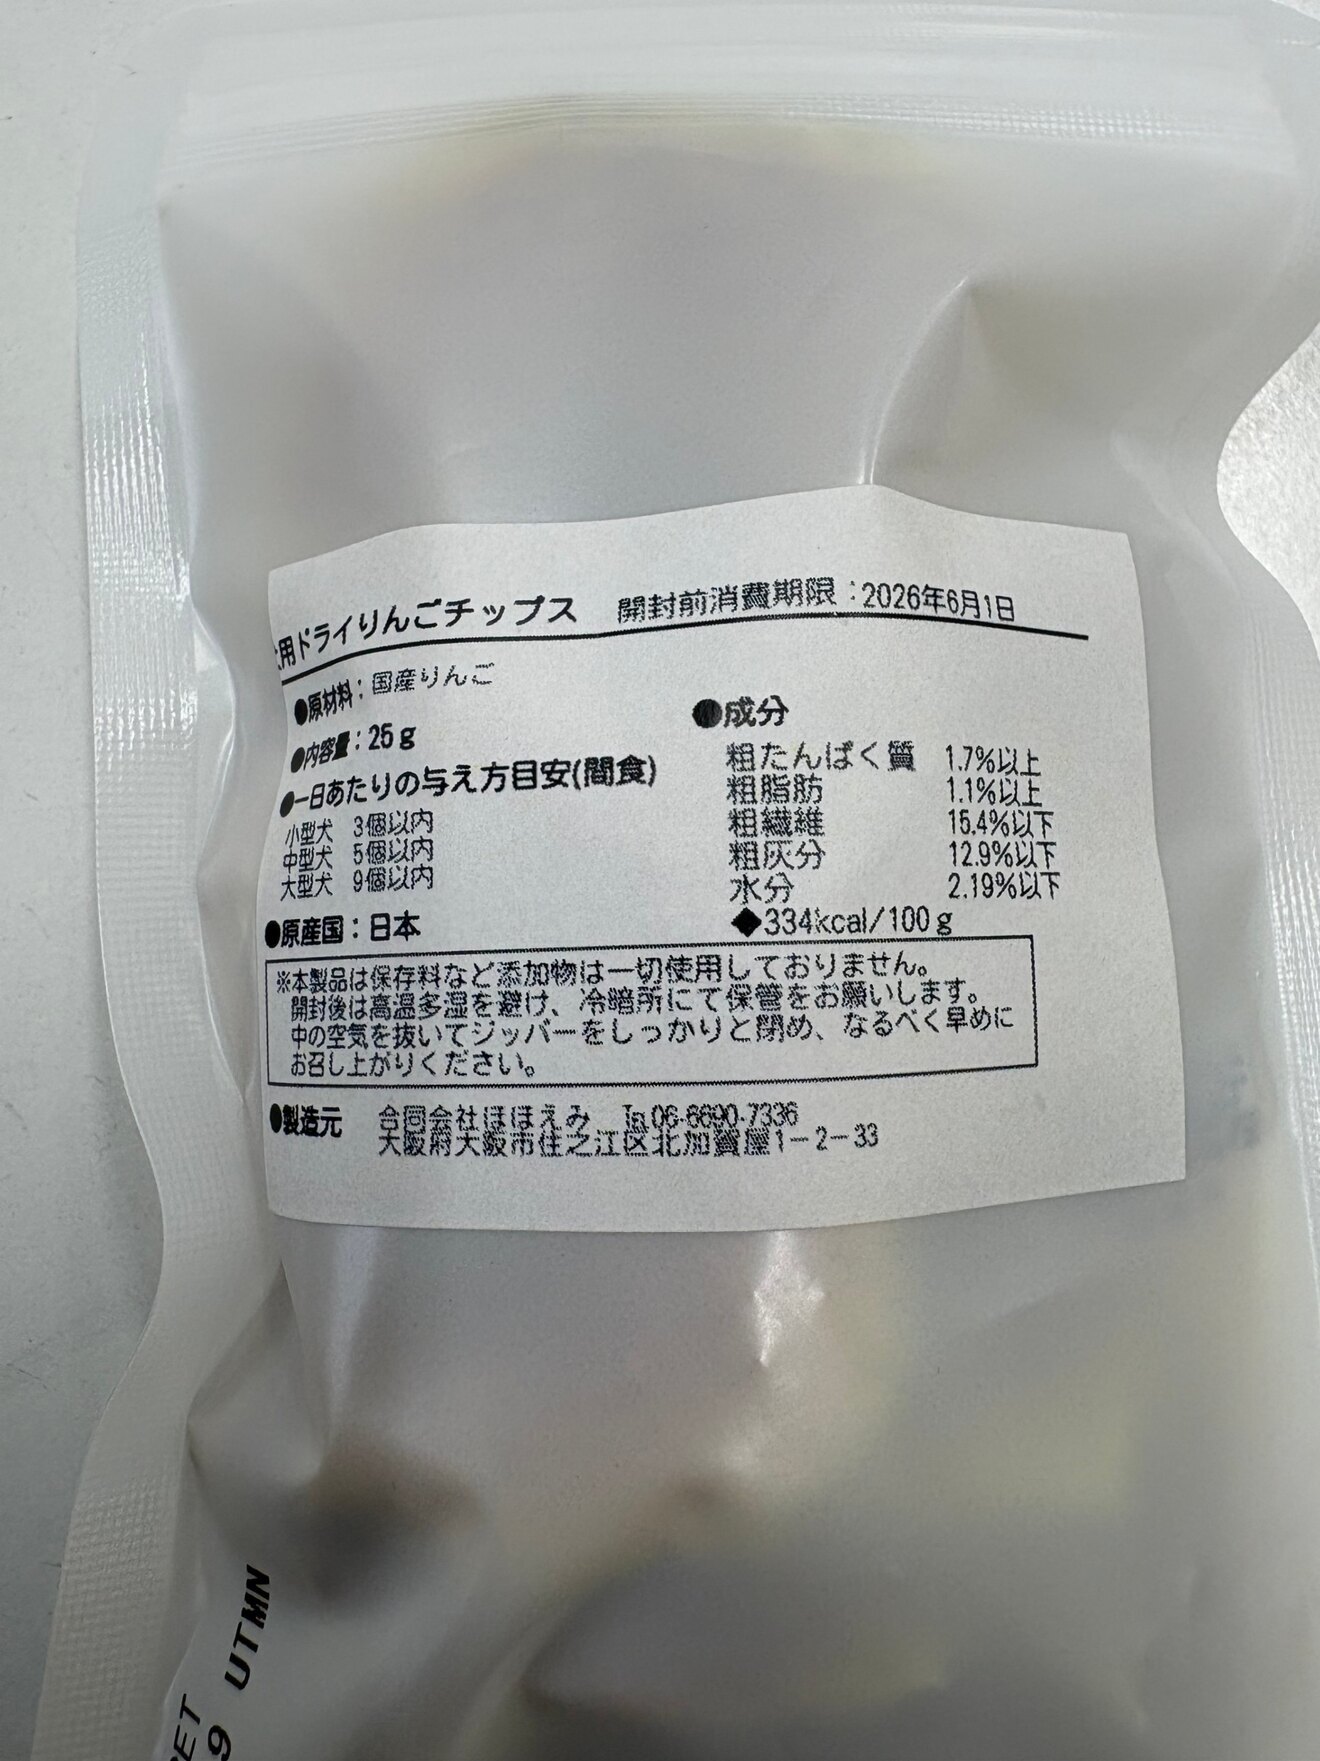 用ドライりんごチップス 開封前消費期限：2026年6月1日
●原材料：国産りんご
●内容量：25g
●一日あたりの与え方目安(間食)
小型犬 3個以内
中型犬 5個以内
大型犬 9個以内
●原産国：日本
●成分
粗たんぱく質 1.7%以上
粗脂肪 1.1%以上
粗繊維 15.4%以下
粗灰分 12.9%以下
水分 2.19%以下
◆334kcal/100g
※本製品は保存料など添加物は一切使用しておりません。
開封後は高温多湿を避け、冷暗所にて保管をお願いします。
中の空気を抜いてジッパーをしっかりと閉め、なるべく早めに
お召し上がりください。
●製造元 合同会社ほほえみ 06-6690-7336
大阪府大阪市住之江区北加賀屋1-2-33
PET
9 UTMN